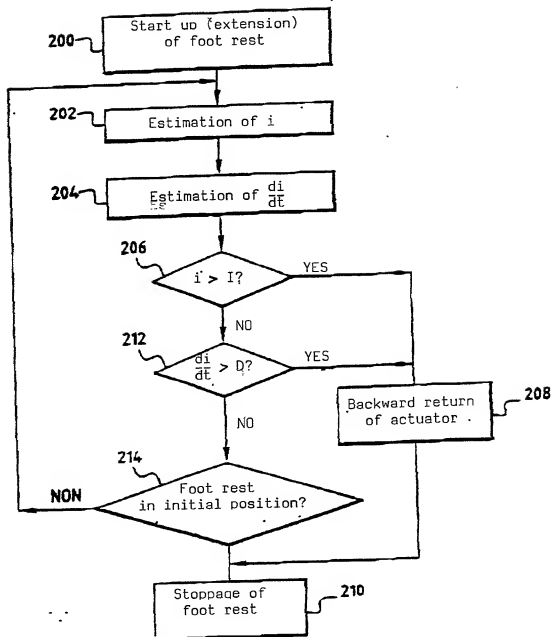 Start up (extension)
of foot rest
200
202
Estimation of i
204
Estimation of di/dt
206
i > I?
YES
NO
212
di/dt > D?
YES
NO
Backward return
of actuator
208
214
Foot rest
in initial position?
NON
Stoppage of
foot rest
210